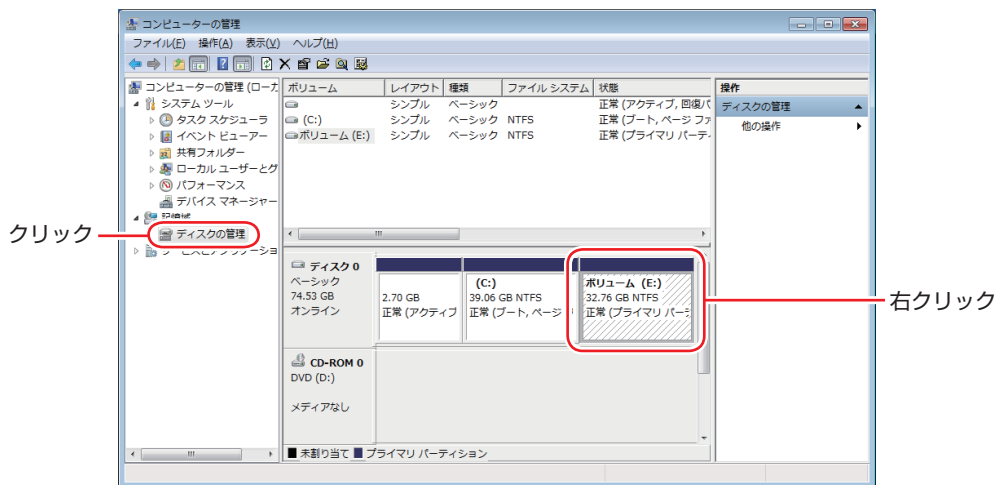 コンピューターの管理
ファイル(F) 操作(A) 表示(V) ヘルプ(H)
コンピューターの管理 (ローカ
システム ツール
タスク スケジューラ
イベント ビューアー
共有フォルダー
ローカル ユーザーとグ
パフォーマンス
デバイス マネージャー
記憶域
ディスクの管理
サービスとアプリケーショ
クリック
ボリューム レイアウト 種類 ファイル システム 状態
シンプル ベーシック 正常 (アクティブ, 回復パ
(C:) シンプル ベーシック NTFS 正常 (ブート, ページ ファ
ボリューム (E:) シンプル ベーシック NTFS 正常 (プライマリ パーテ
操作
ディスクの管理
他の操作
ディスク 0
ベーシック
74.53 GB
オンライン
2.70 GB
正常 (アクティブ
(C:)
39.06 GB NTFS
正常 (ブート, ページ
ボリューム (E:)
32.76 GB NTFS
正常 (プライマリ パーテ
右クリック
CD-ROM 0
DVD (D:)
メディアなし
未割り当て プライマリ パーティション